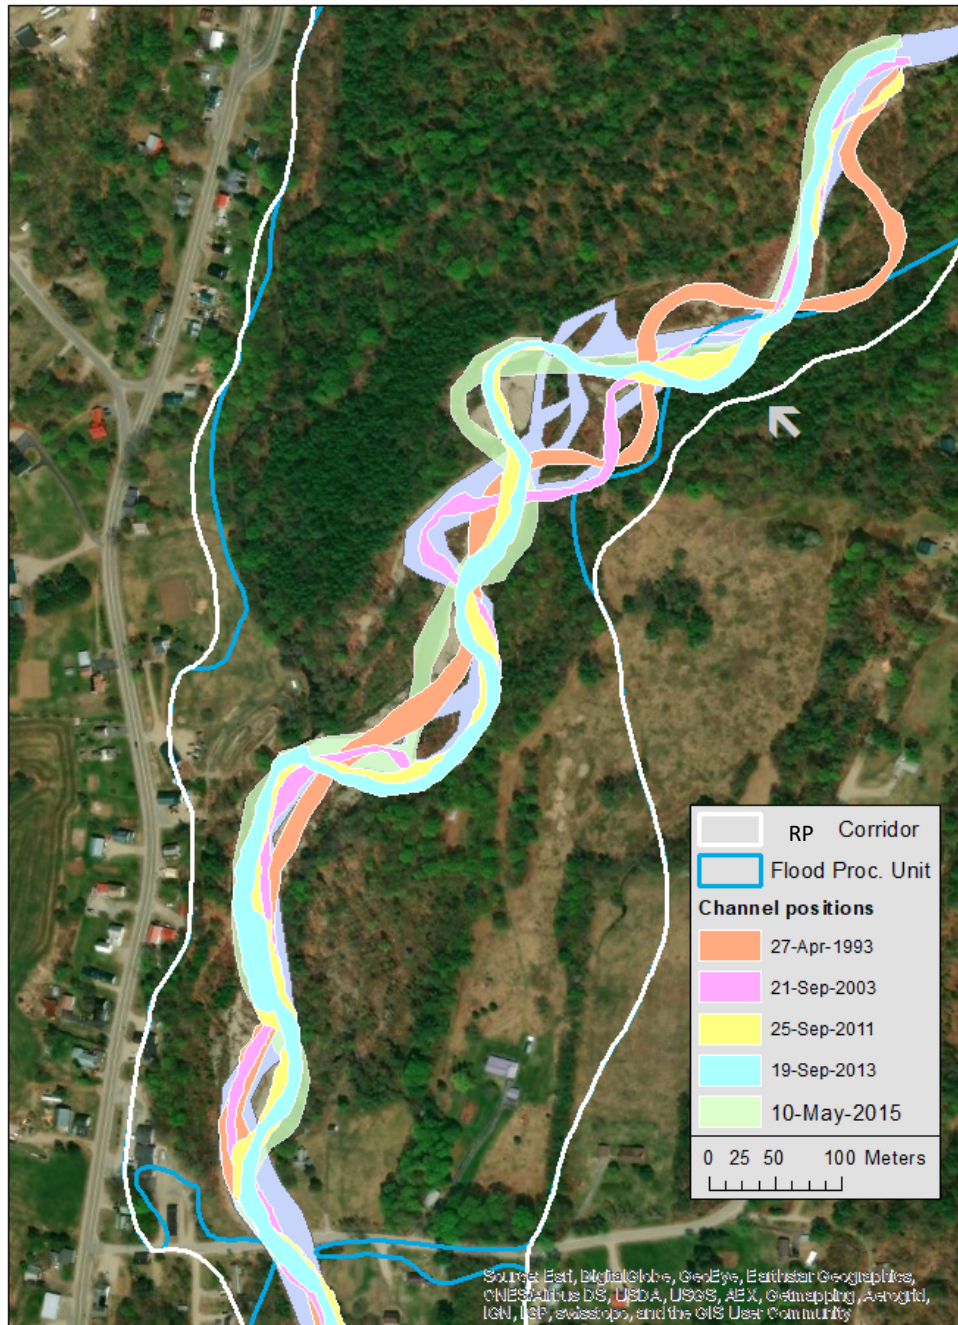 RP Corridor
Flood Proc. Unit
Channel positions
27-Apr-1993
21-Sep-2003
25-Sep-2011
19-Sep-2013
10-May-2015
0 25 50 100 Meters
Source: Esri, DigitalGlobe, GeoEye, Earthstar Geographics,
CNES/Airbus DS, USDA, USGS, AEX, Getmapping, Aerogrid,
IGN, IGP, swisstopo, and the GIS User Community